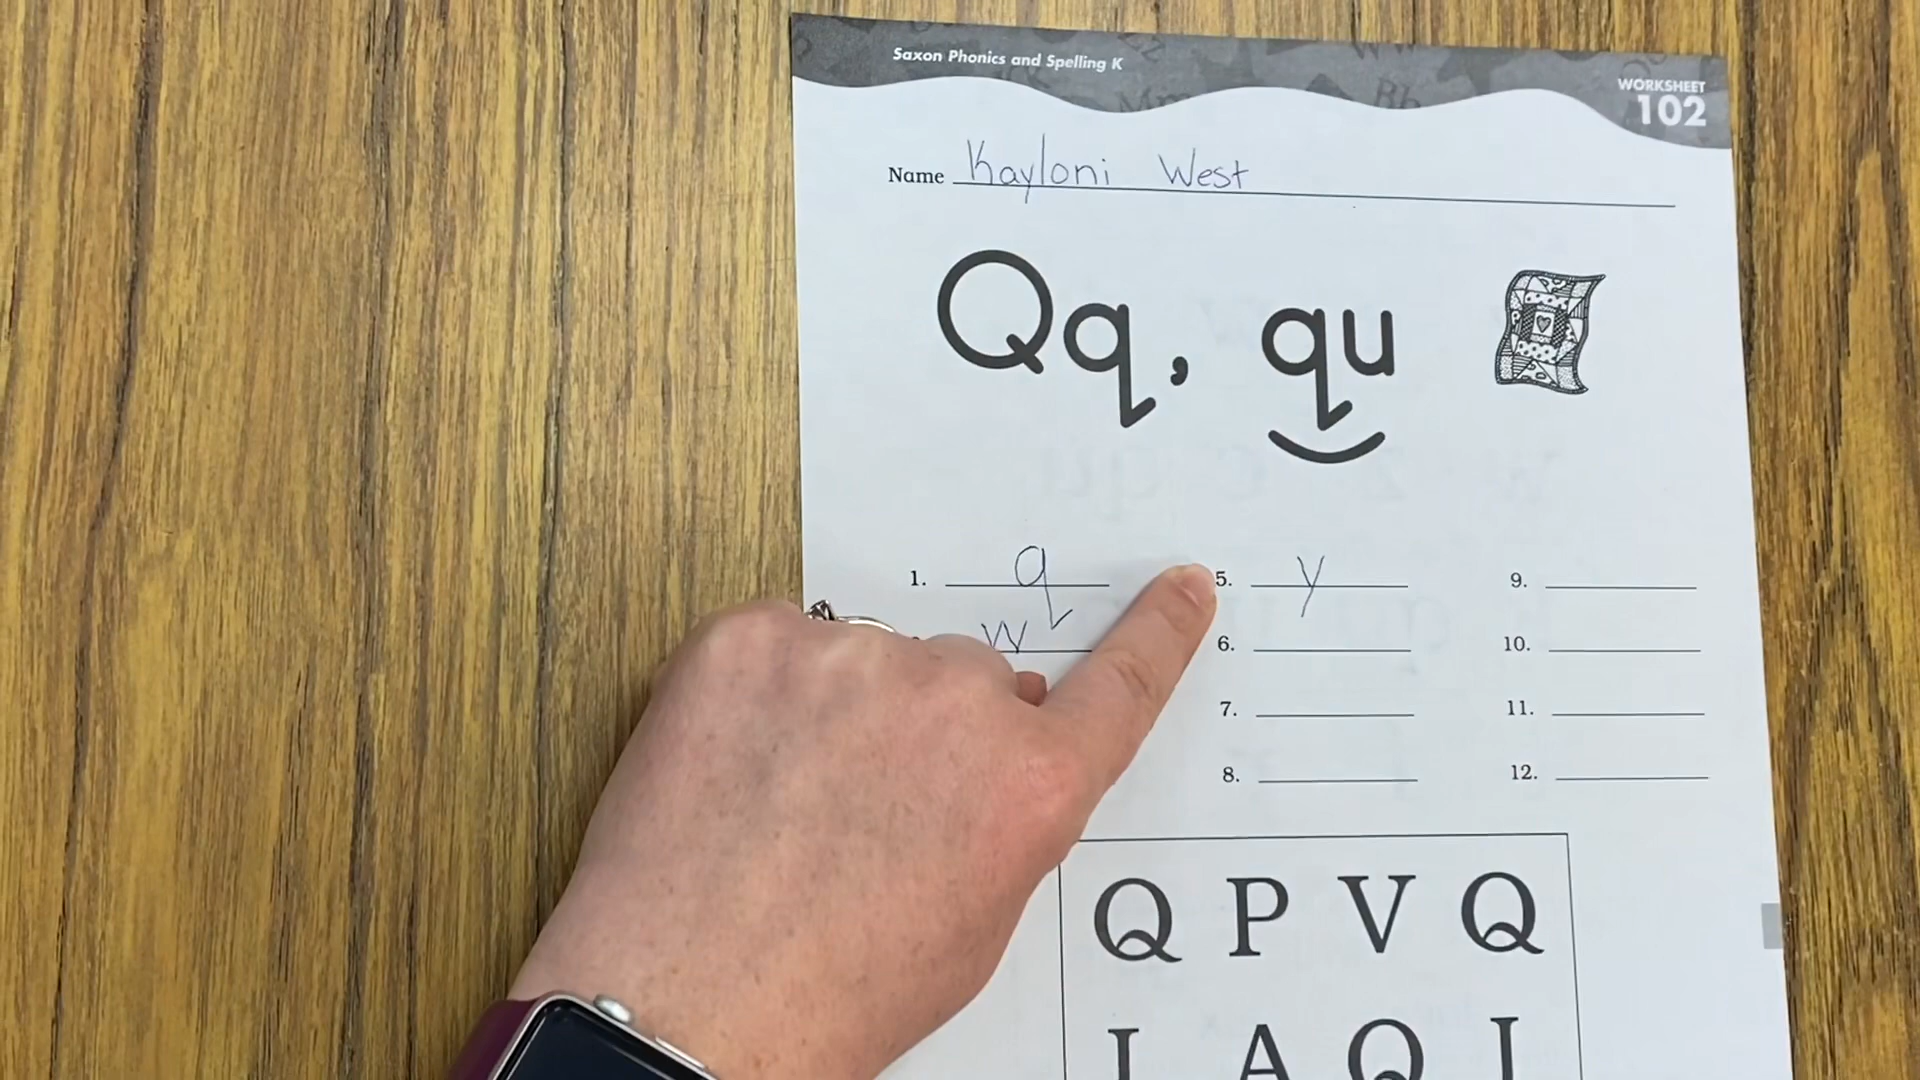 Saxon Phonics and Spelling K
WORKSHEET
102
Name Kayloni West
Qq, qu
1. q 5. y 9.
w 6. 10.
7. 11.
8. 12.
Q P V Q
A Q